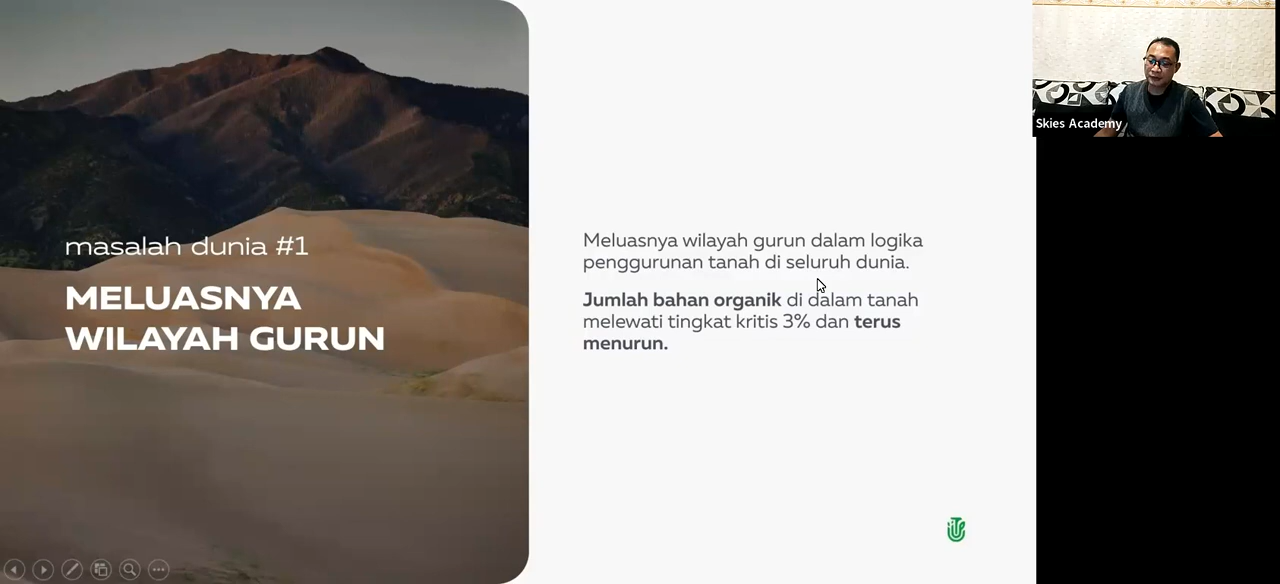 masalah dunia #1
MELUASNYA
WILAYAH GURUN
Meluasnya wilayah gurun dalam logika
penggurunan tanah di seluruh dunia.
Jumlah bahan organik di dalam tanah
melewati tingkat kritis 3% dan terus
menurun.
Skies Academy